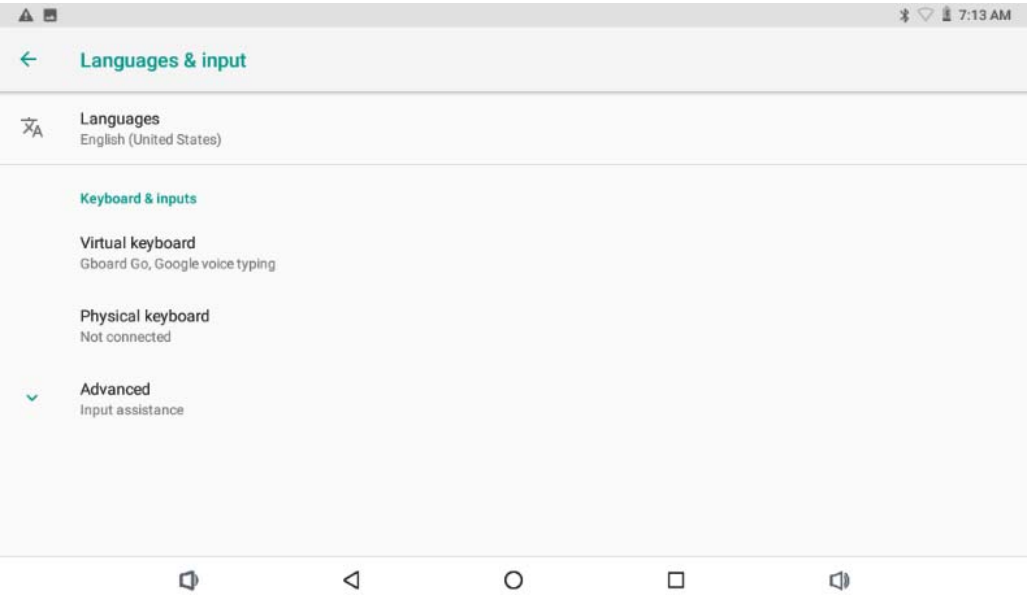 7:13 AM
Languages & input
Languages
English (United States)
Keyboard & inputs
Virtual keyboard
Gboard Go, Google voice typing
Physical keyboard
Not connected
Advanced
Input assistance